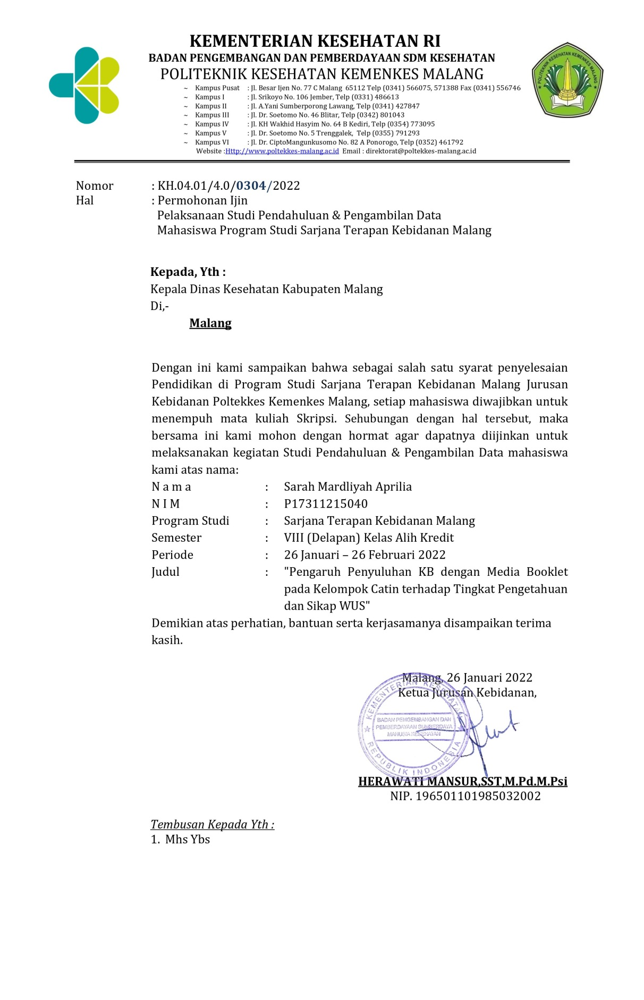 KEMENTERIAN KESEHATAN RI
BADAN PENGEMBANGAN DAN PEMBERDAYAAN SDM KESEHATAN
POLITEKNIK KESEHATAN KEMENKES MALANG
~ Kampus Pusat : Jl. Besar Ijen No. 77 C Malang 65112 Telp (0341) 566075, 571388 Fax (0341) 556746
~ Kampus I : Jl. Srikoyo No. 106 Jember, Telp (0331) 486613
~ Kampus II : Jl. A.Yani Sumberporong Lawang, Telp (0341) 427847
~ Kampus III : Jl. Dr. Soetomo No. 46 Blitar, Telp (0342) 801043
~ Kampus IV : Jl. KH Wakhid Hasyim No. 64 B Kediri, Telp (0354) 773095
~ Kampus V : Jl. Dr. Soetomo No. 5 Trenggalek, Telp (0355) 791293
~ Kampus VI : Jl. Dr. CiptoMangunkusomo No. 82 A Ponorogo, Telp (0352) 461792
Website :Http://www.poltekkes-malang.ac.id Email : direktorat@poltekkes-malang.ac.id
POLITEKNIK KESEHATAN KEMENKES MALANG
Nomor : KH.04.01/4.0/0304/2022
Hal : Permohonan Ijin
Pelaksanaan Studi Pendahuluan & Pengambilan Data
Mahasiswa Program Studi Sarjana Terapan Kebidanan Malang
Kepada, Yth :
Kepala Dinas Kesehatan Kabupaten Malang
Di,-
Malang
Dengan ini kami sampaikan bahwa sebagai salah satu syarat penyelesaian
Pendidikan di Program Studi Sarjana Terapan Kebidanan Malang Jurusan
Kebidanan Poltekkes Kemenkes Malang, setiap mahasiswa diwajibkan untuk
menempuh mata kuliah Skripsi. Sehubungan dengan hal tersebut, maka
bersama ini kami mohon dengan hormat agar dapatnya diijinkan untuk
melaksanakan kegiatan Studi Pendahuluan & Pengambilan Data mahasiswa
kami atas nama:
N a m a : Sarah Mardliyah Aprilia
N I M : P17311215040
Program Studi : Sarjana Terapan Kebidanan Malang
Semester : VIII (Delapan) Kelas Alih Kredit
Periode : 26 Januari – 26 Februari 2022
Judul : "Pengaruh Penyuluhan KB dengan Media Booklet
pada Kelompok Catin terhadap Tingkat Pengetahuan
dan Sikap WUS"
Demikian atas perhatian, bantuan serta kerjasamanya disampaikan terima
kasih.
Malang, 26 Januari 2022
Ketua Jurusan Kebidanan,
KEMENTERIAN KESEHATAN
BADAN PEMGEMBANGAN DAN
PEMBERDAYAAN SUMBERDAYA
MANUSIA KESEHATAN
REPUBLIK INDONESIA
HERAWATI MANSUR,SST,M.Pd.M.Psi
NIP. 196501101985032002
Tembusan Kepada Yth :
1. Mhs Ybs